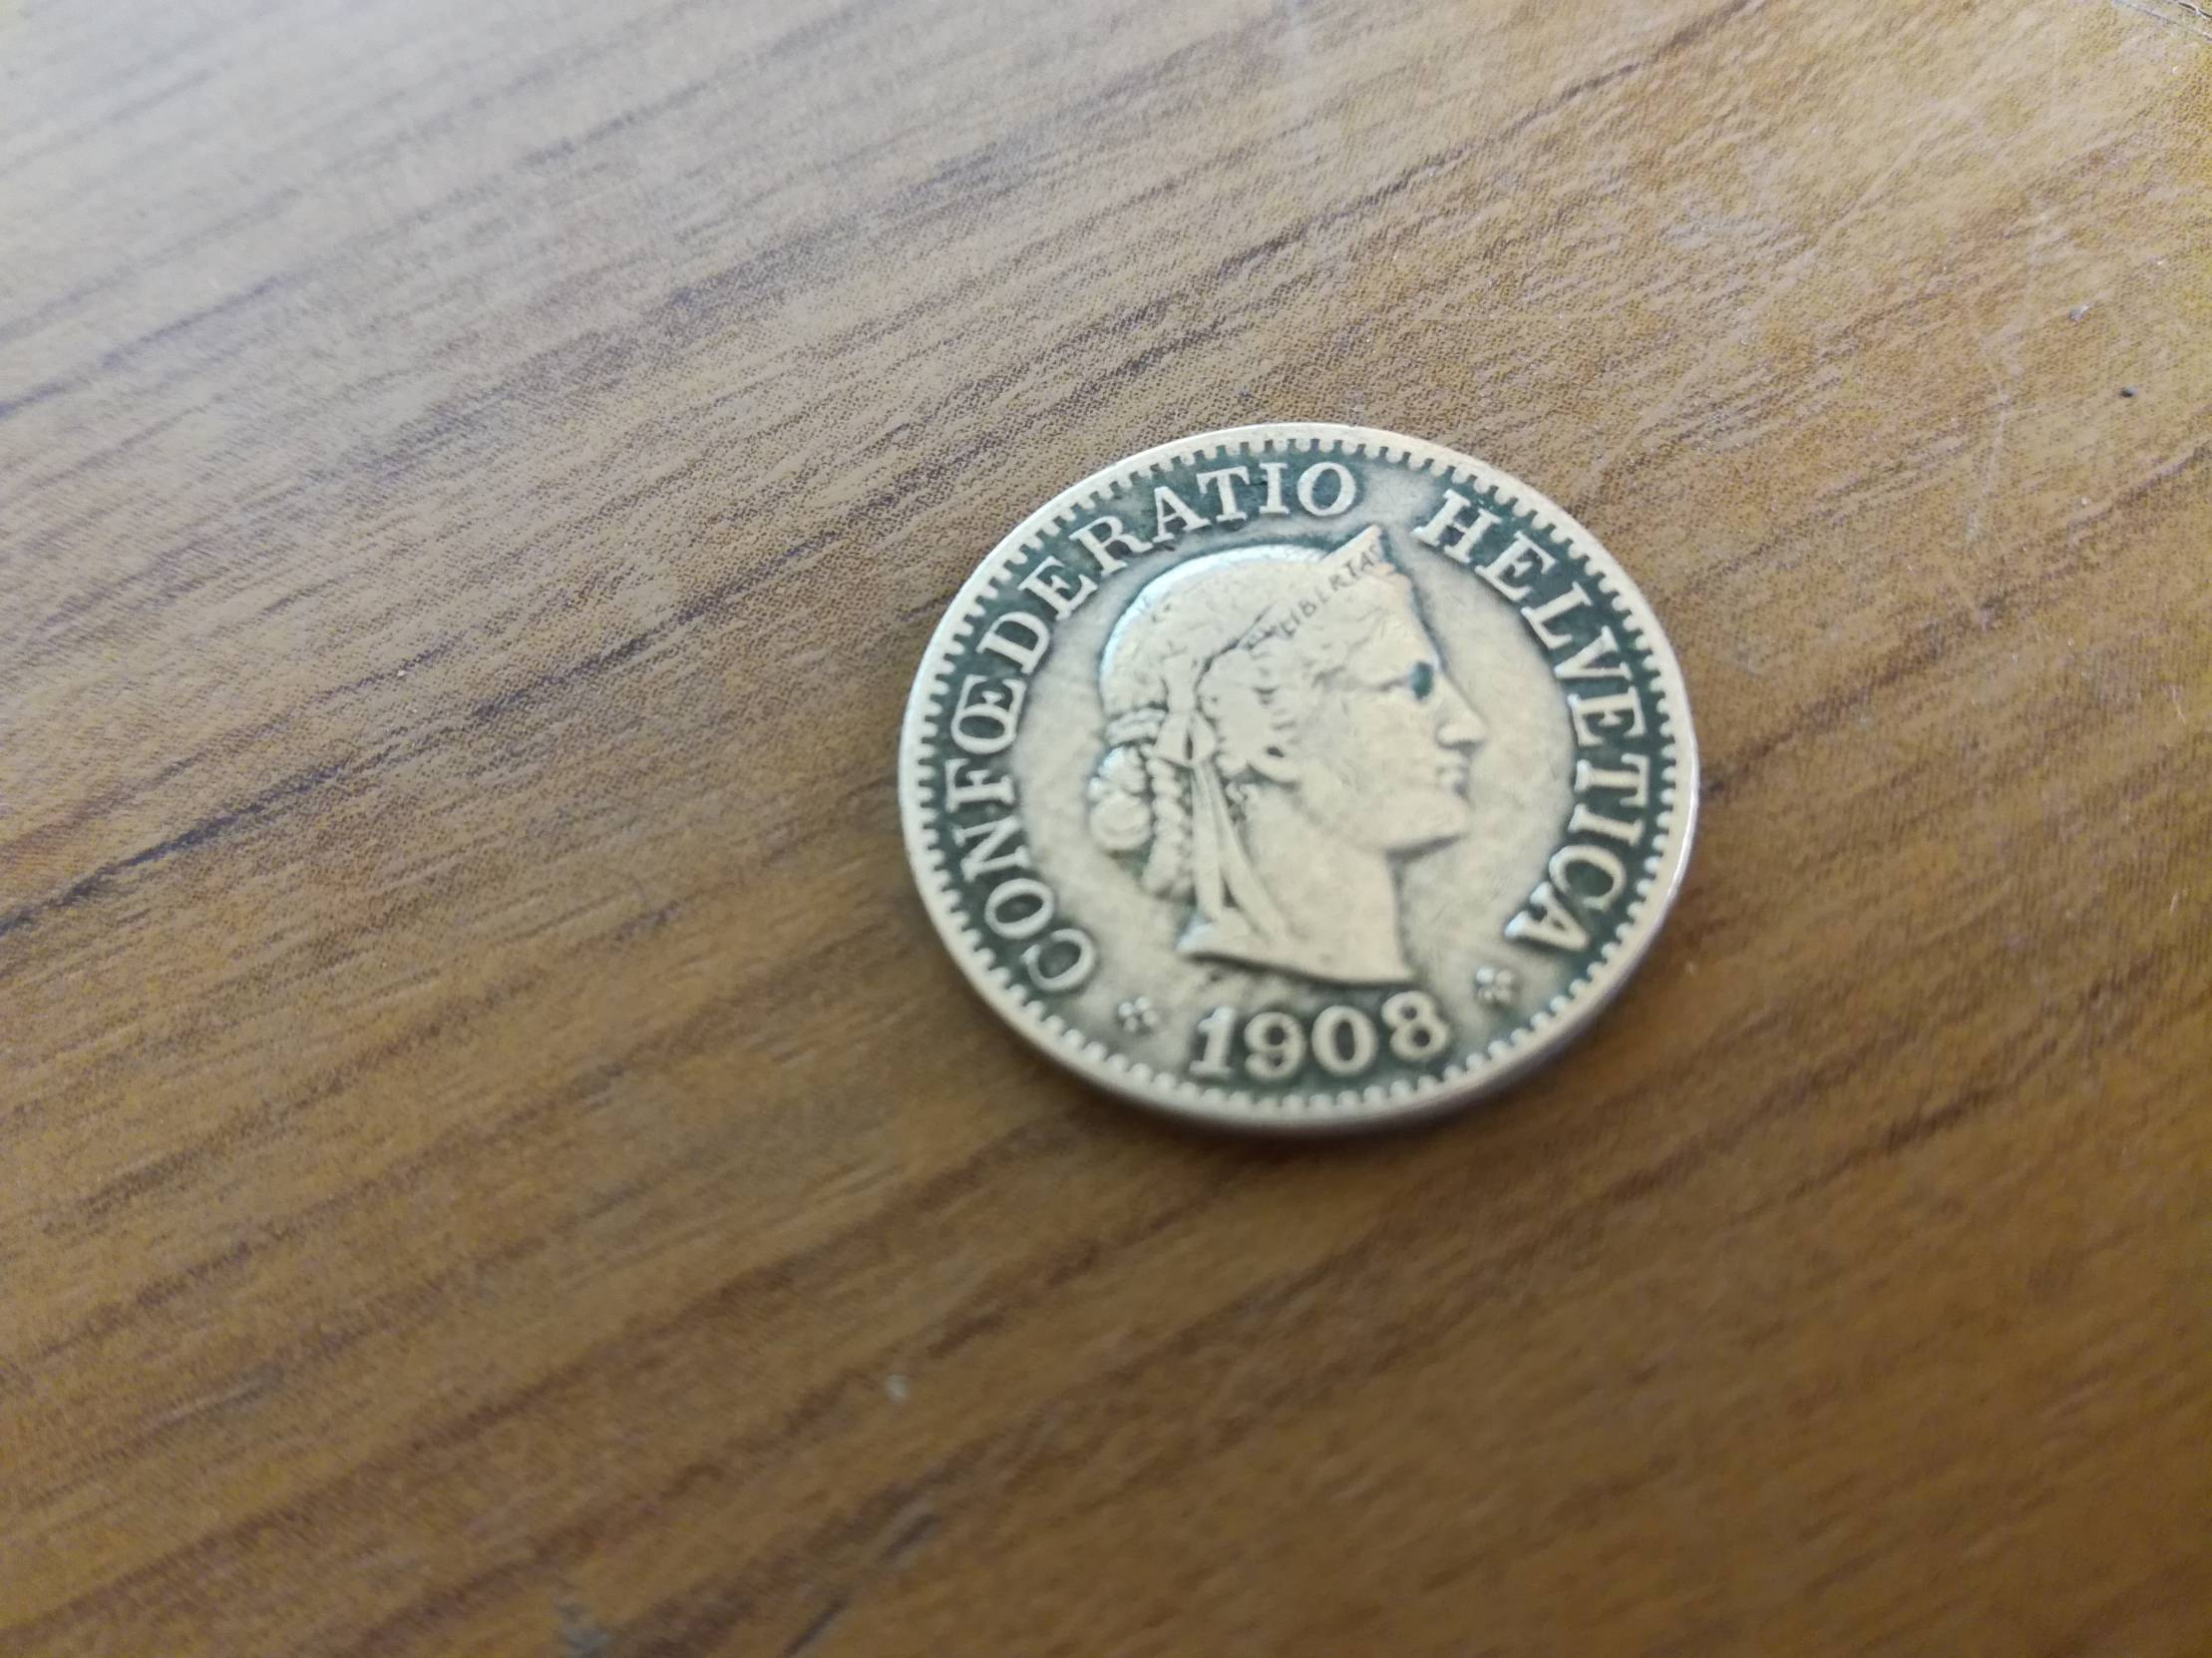 CONFŒDERATIO HELVETICA
LIBERTAS
1908